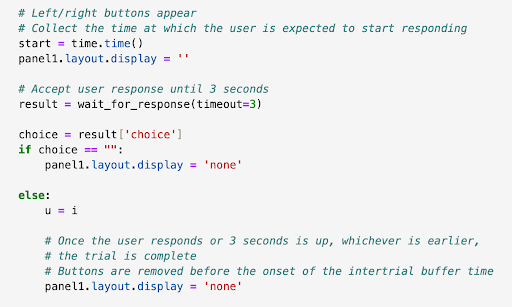 # Left/right buttons appear
# Collect the time at which the user is expected to start responding
start = time.time()
panel1.layout.display = ''
# Accept user response until 3 seconds
result = wait_for_response(timeout=3)
choice = result['choice']
if choice == "":
    panel1.layout.display = 'none'
else:
    u = i
    # Once the user responds or 3 seconds is up, whichever is earlier,
    # the trial is complete
    # Buttons are removed before the onset of the intertrial buffer time
    panel1.layout.display = 'none'